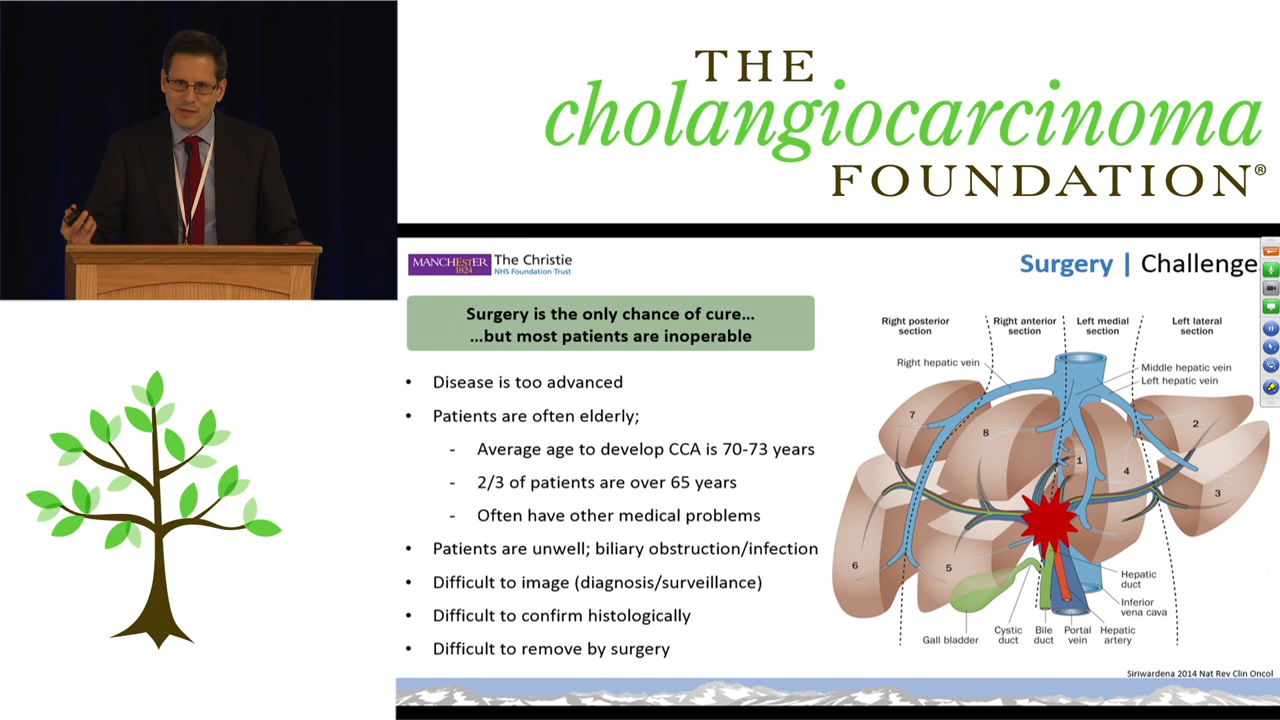 THE
cholangiocarcinoma
FOUNDATION®
MANCHESTER
1824
The Christie
NHS Foundation Trust
Surgery | Challenge
Surgery is the only chance of cure...
...but most patients are inoperable
• Disease is too advanced
• Patients are often elderly;
- Average age to develop CCA is 70-73 years
- 2/3 of patients are over 65 years
- Often have other medical problems
• Patients are unwell; biliary obstruction/infection
• Difficult to image (diagnosis/surveillance)
• Difficult to confirm histologically
• Difficult to remove by surgery
Right posterior
section
Right anterior
section
Left medial
section
Left lateral
section
Right hepatic vein
Middle hepatic vein
Left hepatic vein
7
8
1
4
2
3
6
5
Hepatic
duct
Inferior
vena cava
Gall bladder
Cystic
duct
Bile
duct
Portal
vein
Hepatic
artery
Siriwardena 2014 Nat Rev Clin Oncol